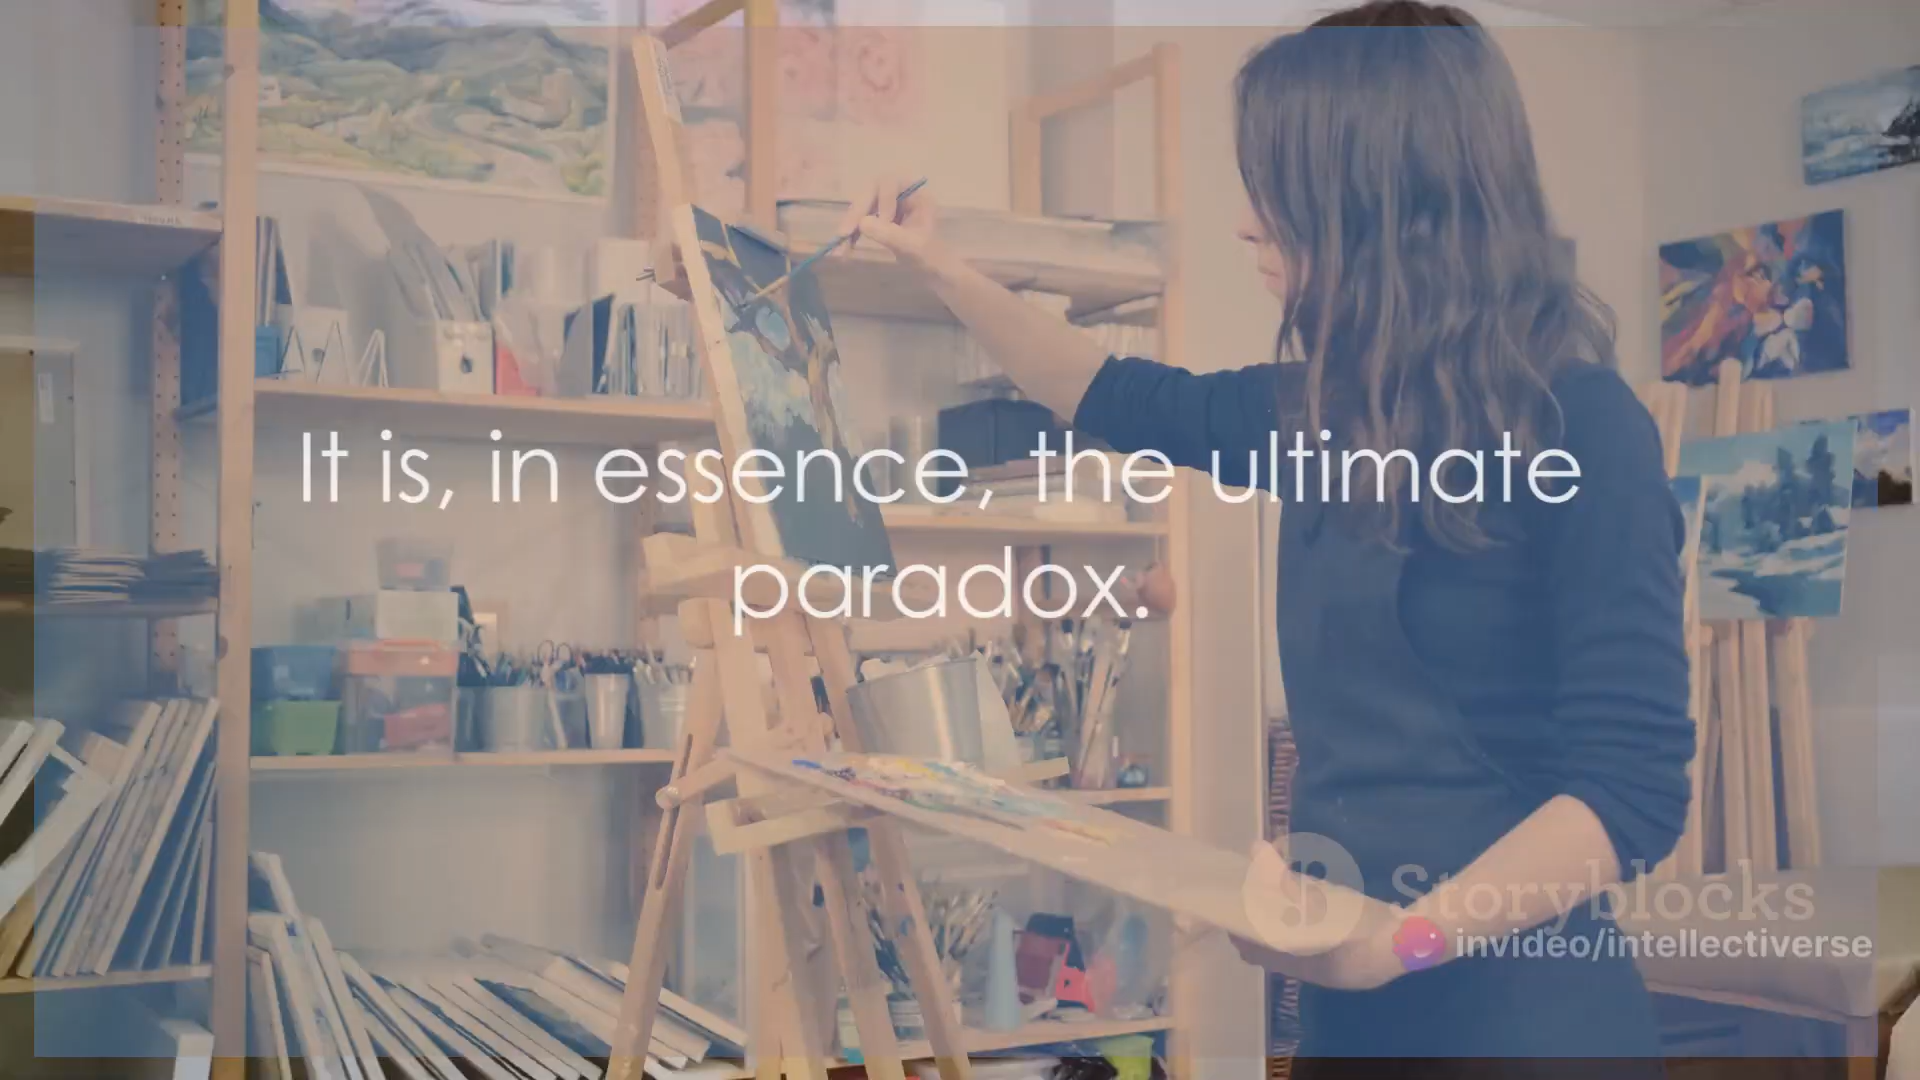 It is, in essence, the ultimate
paradox.
Storyblocks
invideo/intellectiverse